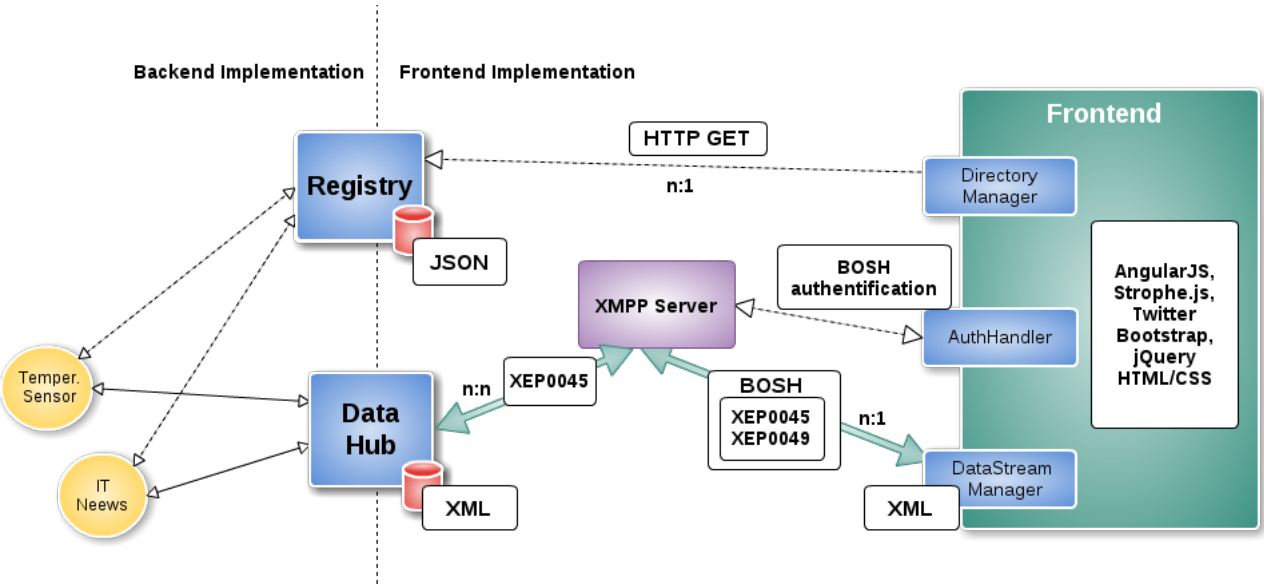 Backend Implementation
Frontend Implementation
Frontend
HTTP GET
n:1
Registry
JSON
Directory
Manager
BOSH
authentification
XMPP Server
AuthHandler
AngularJS,
Strophe.js,
Twitter
Bootstrap,
jQuery
HTML/CSS
Temper.
Sensor
Data
Hub
n:n
XEP0045
BOSH
XEP0045
XEP0049
n:1
DataStream
Manager
XML
IT
Neews
XML